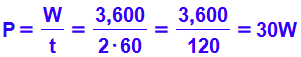 P = W/t = 3,600/2·60 = 3,600/120 = 30W